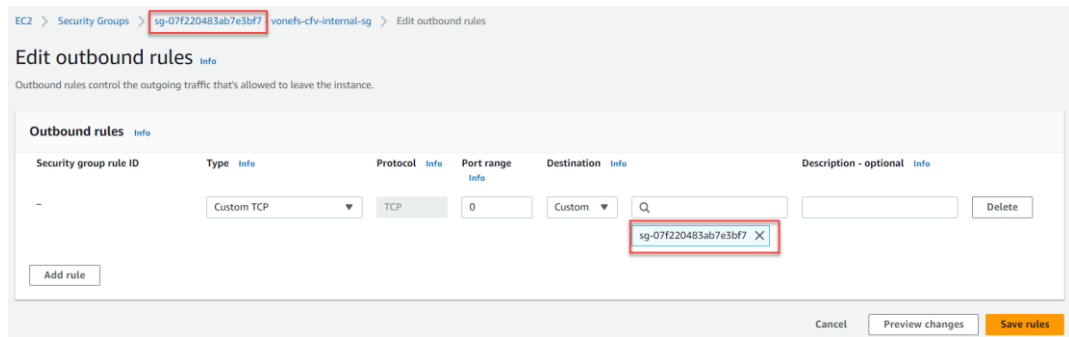 EC2 > Security Groups > sg-07f220483ab7e3bf7 - vonefs-cfv-internal-sg > Edit outbound rules
Edit outbound rules Info
Outbound rules control the outgoing traffic that's allowed to leave the instance.
Outbound rules Info
Security group rule ID Type Info Protocol Info Port range Info Destination Info Description - optional Info
– Custom TCP TCP 0 Custom Delete
sg-07f220483ab7e3bf7 X
Add rule
Cancel Preview changes Save rules